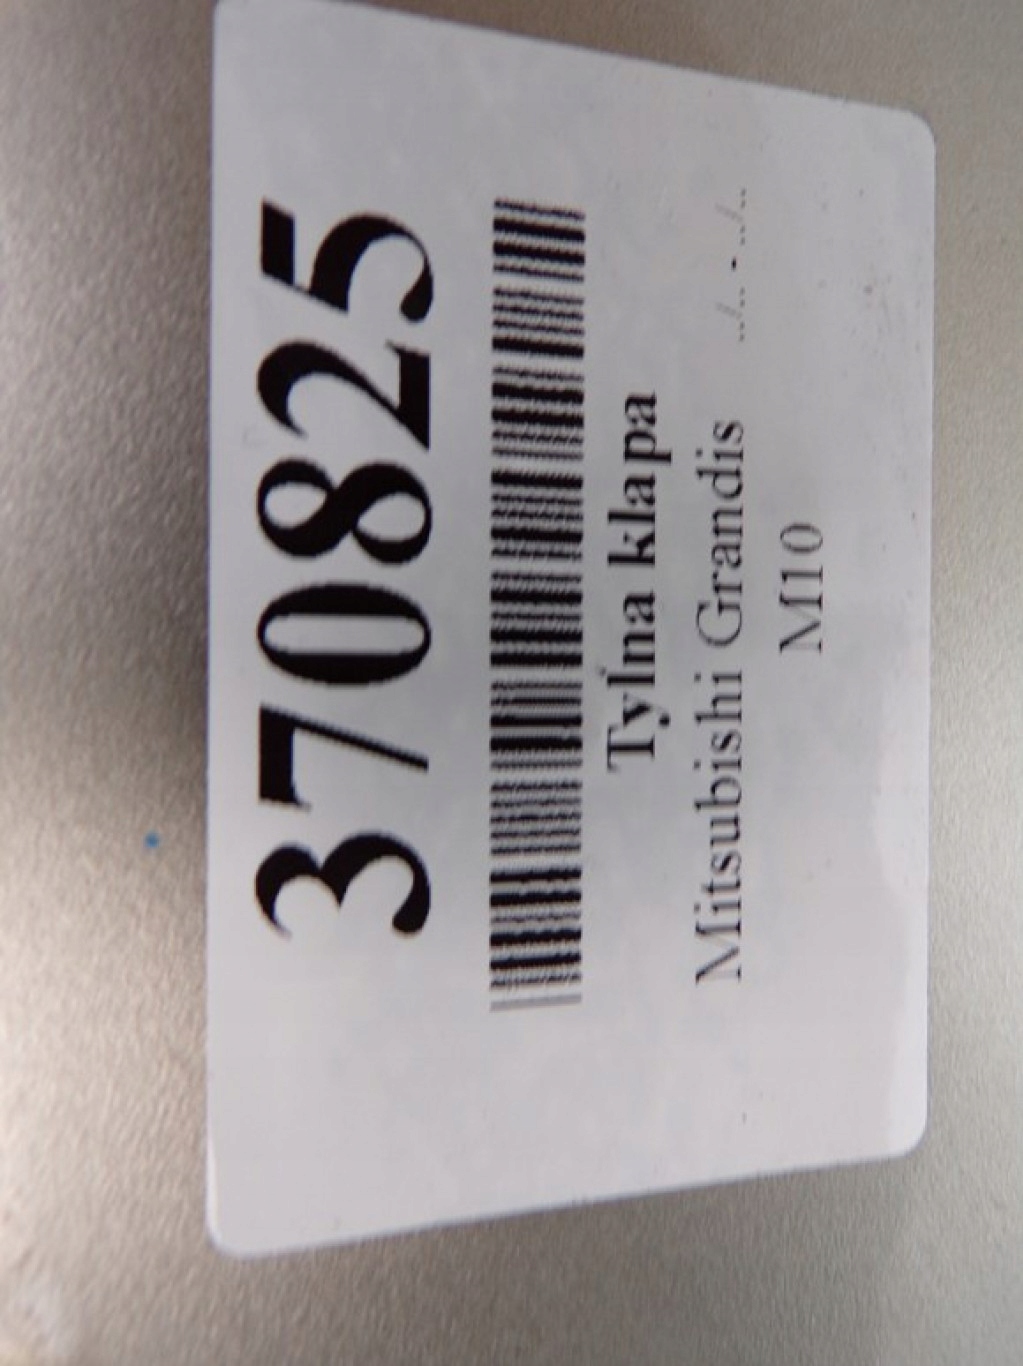 370825
Tylna klapa
Mitsubishi Grandis ../.. - ../..
M10